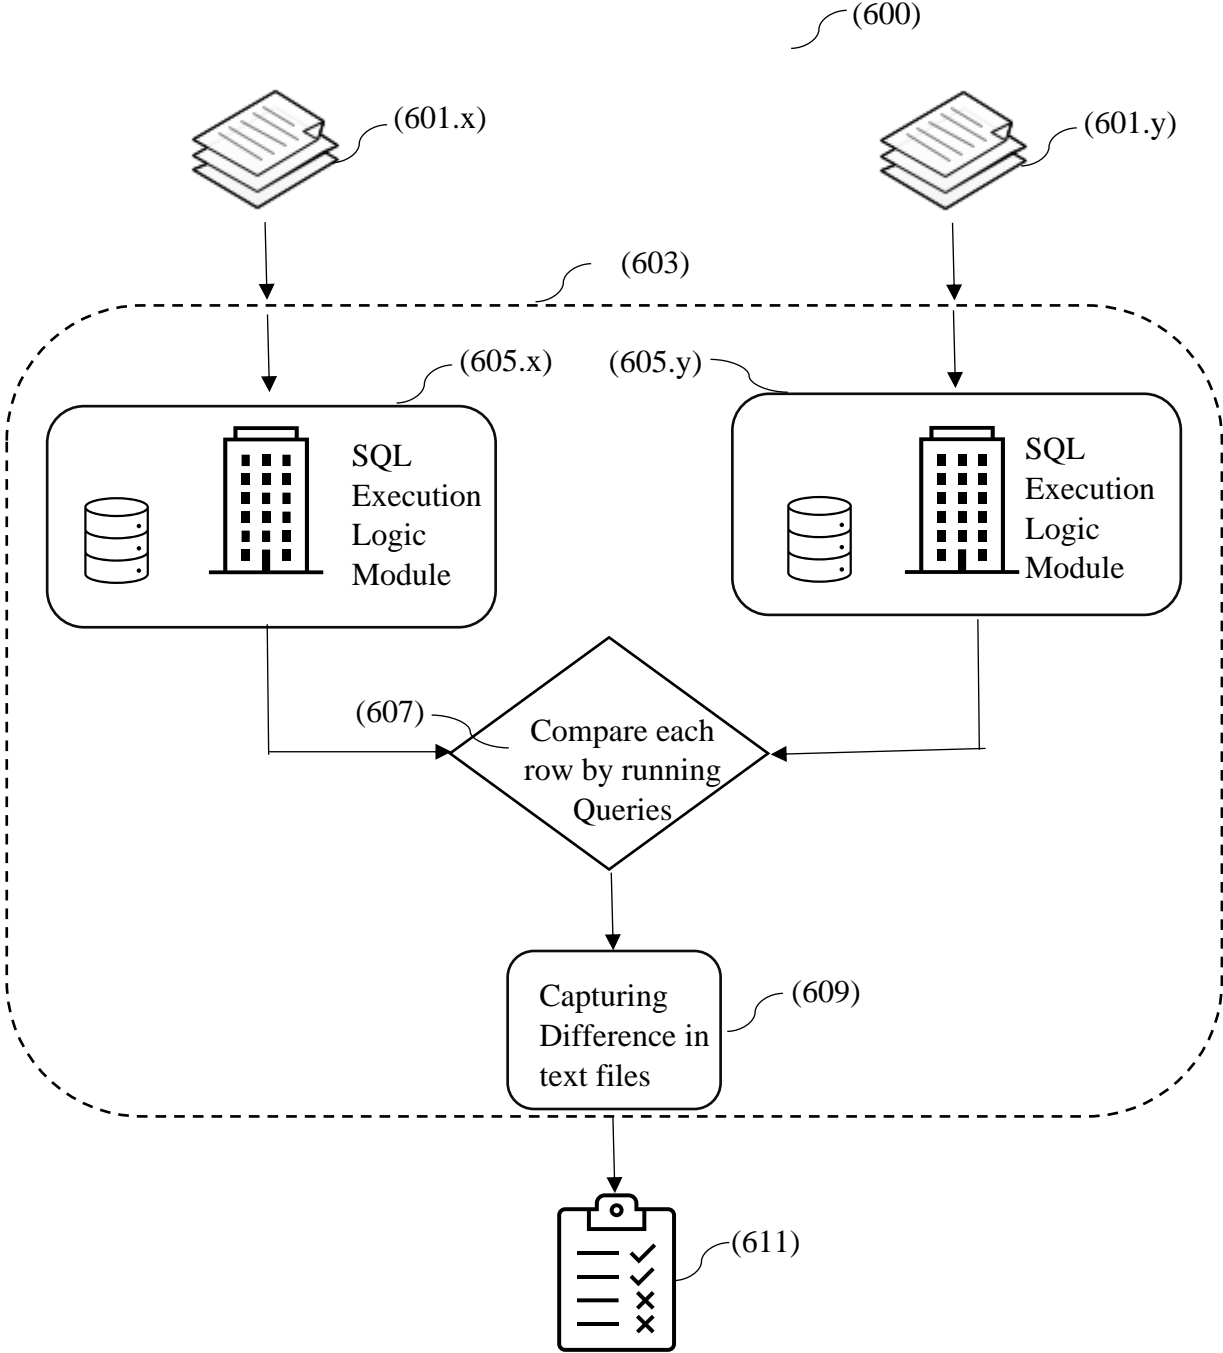 (600)
(601.x)
(601.y)
(603)
(605.x)
(605.y)
SQL
Execution
Logic
Module
SQL
Execution
Logic
Module
(607)
Compare each
row by running
Queries
Capturing
Difference in
text files
(609)
(611)